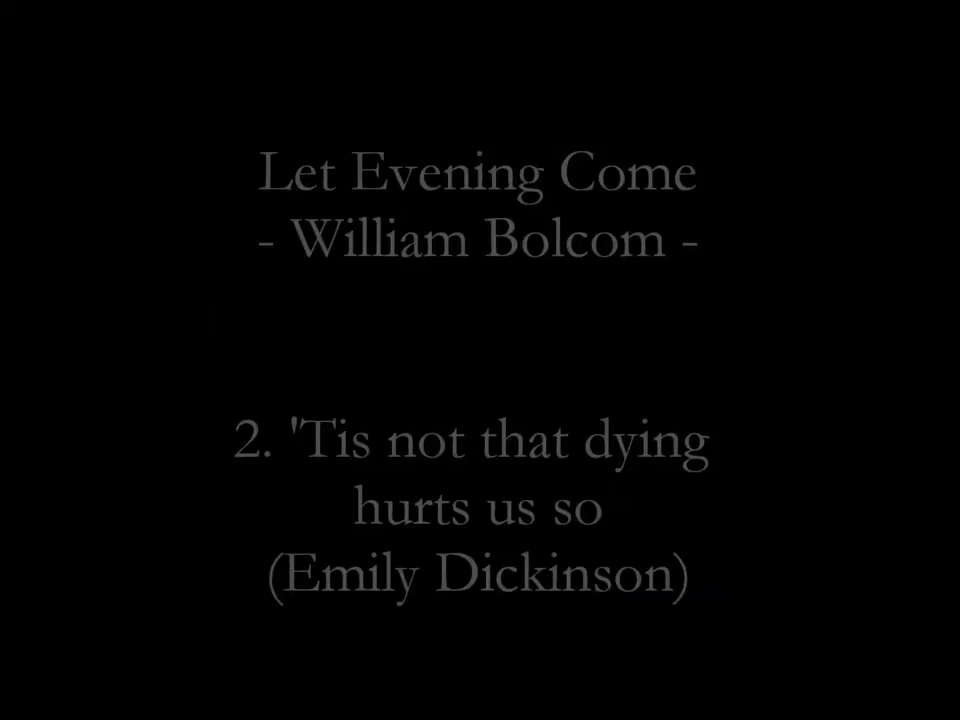 Let Evening Come
- William Bolcom -
2. 'Tis not that dying
hurts us so
(Emily Dickinson)